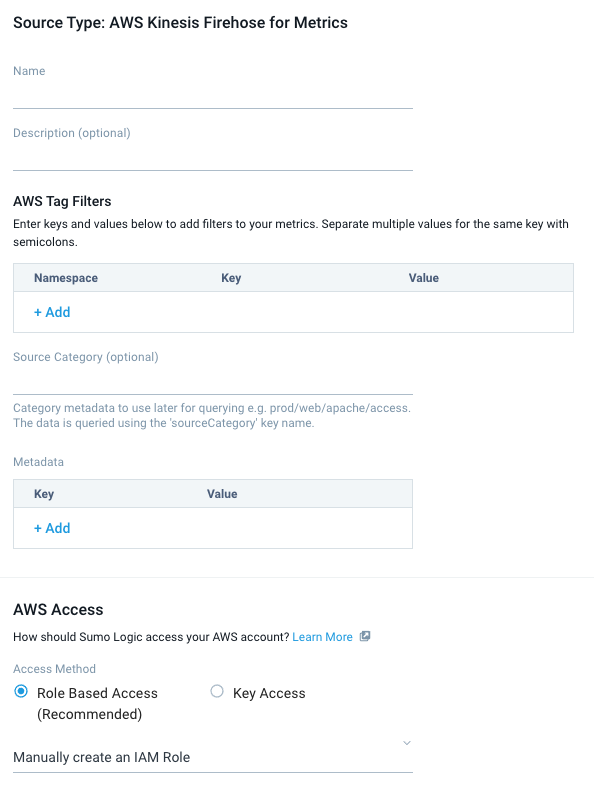 Source Type: AWS Kinesis Firehose for Metrics
Name
Description (optional)
AWS Tag Filters
Enter keys and values below to add filters to your metrics. Separate multiple values for the same key with
semicolons.
Namespace Key Value
+ Add
Source Category (optional)
Category metadata to use later for querying e.g. prod/web/apache/access.
The data is queried using the 'sourceCategory' key name.
Metadata
Key Value
+ Add
AWS Access
How should Sumo Logic access your AWS account? Learn More
Access Method
Role Based Access Key Access
(Recommended)
Manually create an IAM Role